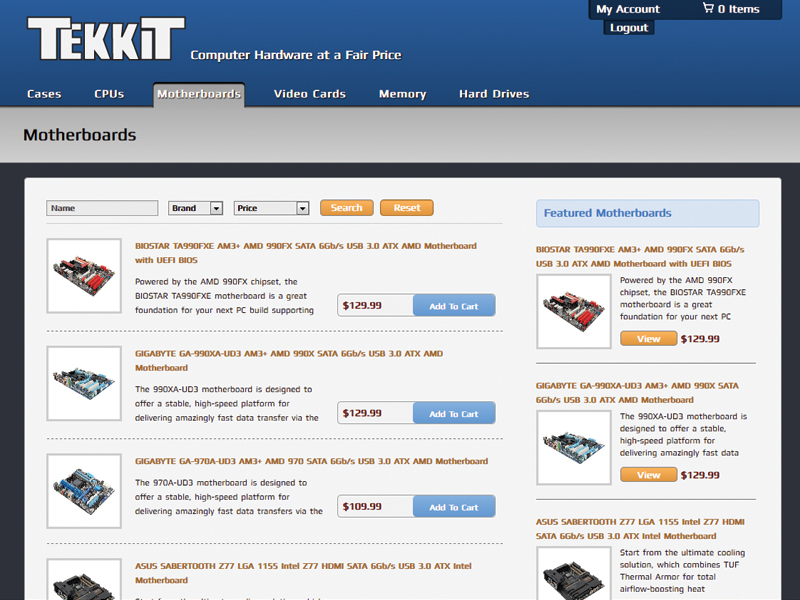 My Account
0 Items
Logout
TEKKIT
Computer Hardware at a Fair Price
Cases
CPUs
Motherboards
Video Cards
Memory
Hard Drives
Motherboards
Name
Brand
Price
Search
Reset
BIOSTAR TA990FXE AM3+ AMD 990FX SATA 6Gb/s USB 3.0 ATX AMD Motherboard
with UEFI BIOS
Powered by the AMD 990FX chipset, the
BIOSTAR TA990FXE motherboard is a great
foundation for your next PC build supporting
$129.99
Add To Cart
GIGABYTE GA-990XA-UD3 AM3+ AMD 990X SATA 6Gb/s USB 3.0 ATX AMD
Motherboard
The 990XA-UD3 motherboard is designed to
offer a stable, high-speed platform for
delivering amazingly fast data transfer via the
$129.99
Add To Cart
GIGABYTE GA-970A-UD3 AM3+ AMD 970 SATA 6Gb/s USB 3.0 ATX AMD Motherboard
The 970A-UD3 motherboard is designed to
offer a stable, high-speed platform for
delivering amazingly fast data transfers via the
$109.99
Add To Cart
ASUS SABERTOOTH Z77 LGA 1155 Intel Z77 HDMI SATA 6Gb/s USB 3.0 ATX Intel
Motherboard
Featured Motherboards
BIOSTAR TA990FXE AM3+ AMD 990FX SATA 6Gb/s
USB 3.0 ATX AMD Motherboard with UEFI BIOS
Powered by the AMD 990FX
chipset, the BIOSTAR TA990FXE
motherboard is a great
foundation for your next PC
View
$129.99
GIGABYTE GA-990XA-UD3 AM3+ AMD 990X SATA
6Gb/s USB 3.0 ATX AMD Motherboard
The 990XA-UD3 motherboard is
designed to offer a stable,
high-speed platform for
delivering amazingly fast data
View
$129.99
ASUS SABERTOOTH Z77 LGA 1155 Intel Z77 HDMI
SATA 6Gb/s USB 3.0 ATX Intel Motherboard
Start from the ultimate cooling
solution, which combines TUF
Thermal Armor for total
airflow-boosting heat